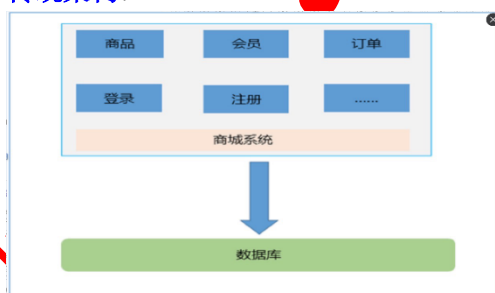 商品 会员 订单
登录 注册 ......
商城系统
数据库